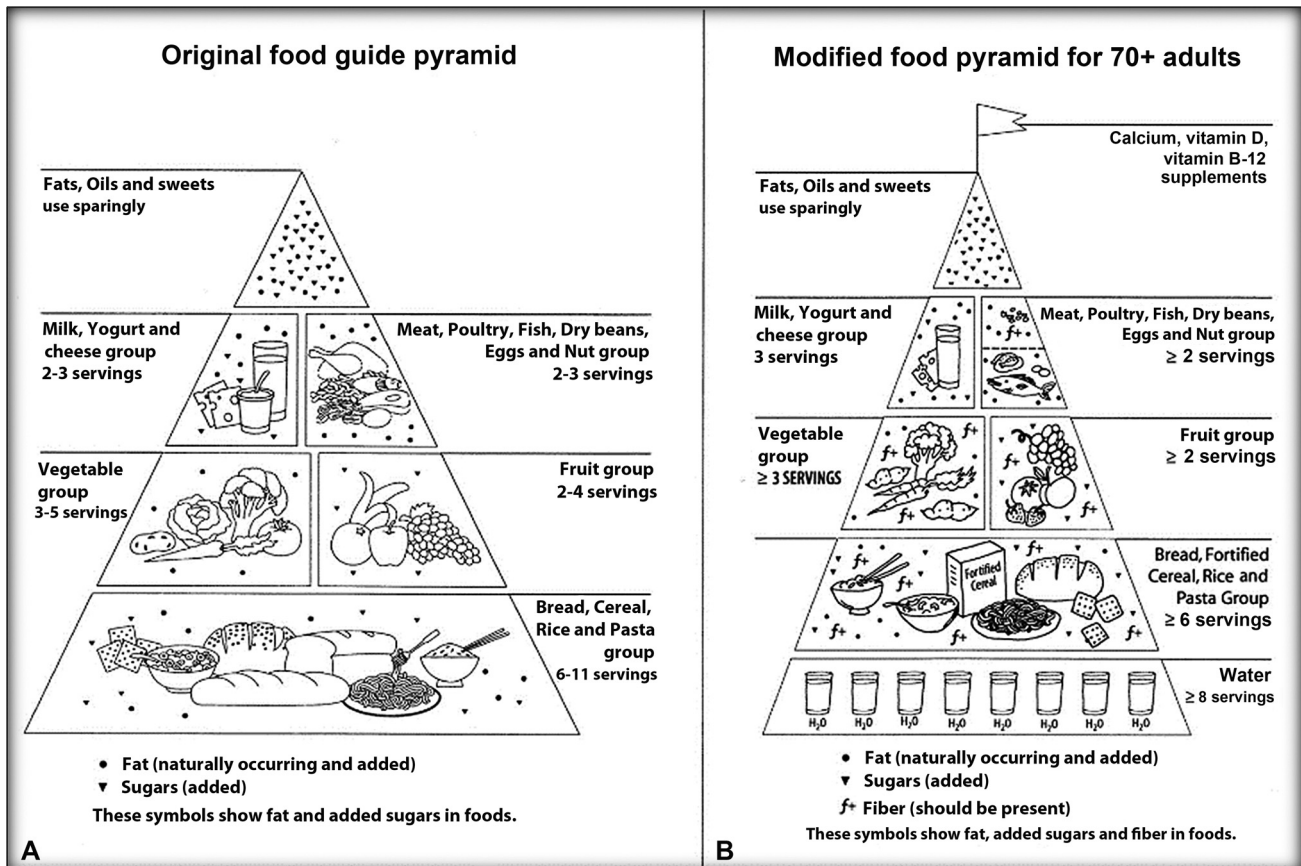 Original food guide pyramid
Fats, Oils and sweets
use sparingly
Milk, Yogurt and
cheese group
2-3 servings
Meat, Poultry, Fish, Dry beans,
Eggs and Nut group
2-3 servings
Vegetable
group
3-5 servings
Fruit group
2-4 servings
Bread, Cereal,
Rice and Pasta
group
6-11 servings
● Fat (naturally occurring and added)
▼ Sugars (added)
These symbols show fat and added sugars in foods.
A
Modified food pyramid for 70+ adults
Calcium, vitamin D,
vitamin B-12
supplements
Fats, Oils and sweets
use sparingly
Milk, Yogurt and
cheese group
3 servings
f+
Meat, Poultry, Fish, Dry beans,
Eggs and Nut group
≥ 2 servings
Vegetable
group
≥ 3 SERVINGS
f+ f+ f+ f+
f+ f+
Fruit group
≥ 2 servings
f+ f+ f+ f+ f+ f+
Fortified
Cereal
Bread, Fortified
Cereal, Rice and
Pasta Group
≥ 6 servings
H₂O H₂O H₂O H₂O H₂O H₂O H₂O H₂O
Water
≥ 8 servings
● Fat (naturally occurring and added)
▼ Sugars (added)
f+ Fiber (should be present)
These symbols show fat, added sugars and fiber in foods.
B